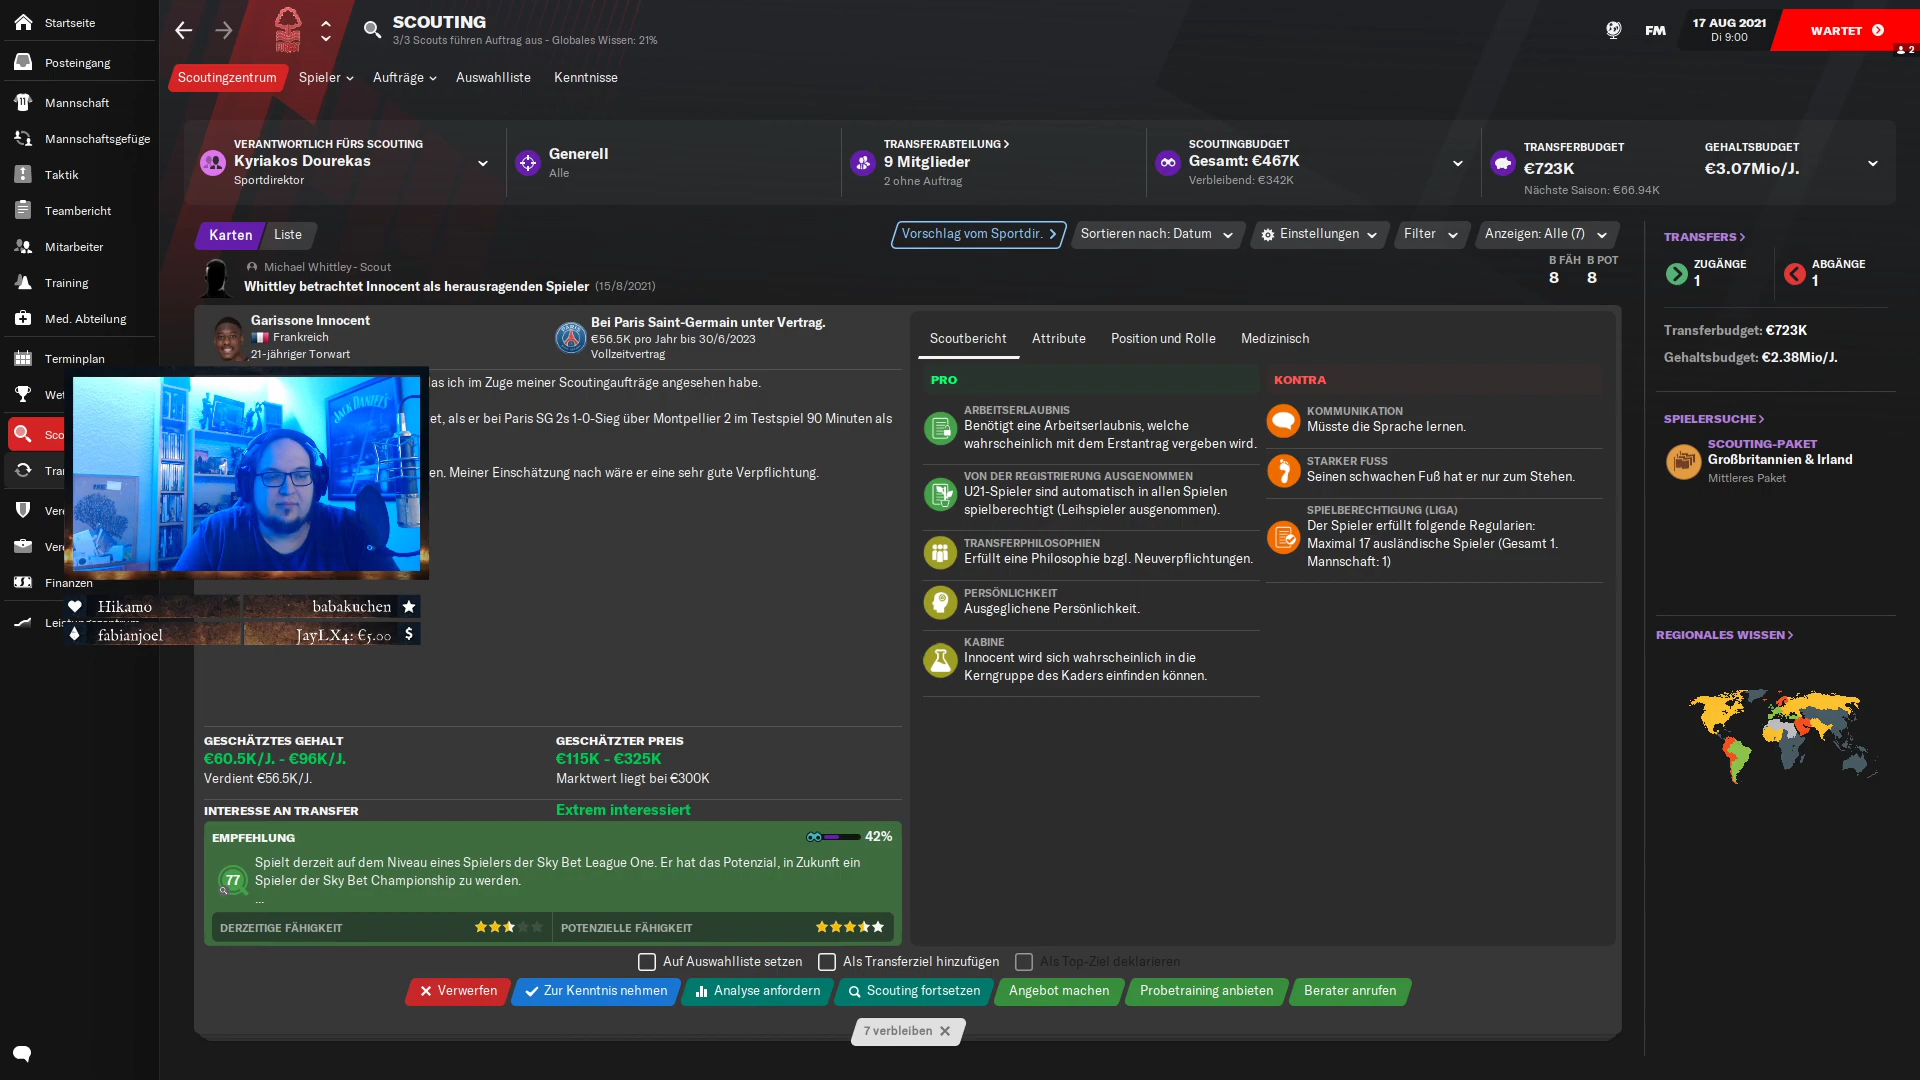 Startseite
Posteingang
Mannschaft
Mannschaftsgefüge
Taktik
Teambericht
Mitarbeiter
Training
Med. Abteilung
Terminplan
Wet
Sco
Tra
Vere
Ver
Finanzen
SCOUTING
3/3 Scouts führen Auftrag aus - Globales Wissen: 21%
FM
17 AUG 2021
Di 9:00
WARTET
2
Scoutingzentrum
Spieler
Aufträge
Auswahlliste
Kenntnisse
VERANTWORTLICH FÜRS SCOUTING
Kyriakos Dourekas
Sportdirektor
Generell
Alle
TRANSFERABTEILUNG
9 Mitglieder
2 ohne Auftrag
SCOUTINGBUDGET
Gesamt: €467K
Verbleibend: €342K
TRANSFERBUDGET
€723K
Nächste Saison: €66.94K
GEHALTSBUDGET
€3.07Mio/J.
Karten
Liste
Vorschlag vom Sportdir.
Sortieren nach: Datum
Einstellungen
Filter
Anzeigen: Alle (7)
Michael Whittley - Scout
Whittley betrachtet Innocent als herausragenden Spieler (15/8/2021)
B FÄH
8
B POT
8
Garissone Innocent
Frankreich
21-jähriger Torwart
Bei Paris Saint-Germain unter Vertrag.
€56.5K pro Jahr bis 30/6/2023
Vollzeitvertrag
das ich im Zuge meiner Scoutingaufträge angesehen habe.
et, als er bei Paris SG 2s 1-0-Sieg über Montpellier 2 im Testspiel 90 Minuten als
en. Meiner Einschätzung nach wäre er eine sehr gute Verpflichtung.
JACK DANIEL'S
Hikamo
babakuchen
fabianjoel
JayLX4: €5.00
GESCHÄTZTES GEHALT
€60.5K/J. - €96K/J.
Verdient €56.5K/J.
GESCHÄTZTER PREIS
€115K - €325K
Marktwert liegt bei €300K
INTERESSE AN TRANSFER
Extrem interessiert
EMPFEHLUNG
42%
77
Spielt derzeit auf dem Niveau eines Spielers der Sky Bet League One. Er hat das Potenzial, in Zukunft ein
Spieler der Sky Bet Championship zu werden.
...
DERZEITIGE FÄHIGKEIT
POTENZIELLE FÄHIGKEIT
Scoutbericht
Attribute
Position und Rolle
Medizinisch
PRO
ARBEITSERLAUBNIS
Benötigt eine Arbeitserlaubnis, welche
wahrscheinlich mit dem Erstantrag vergeben wird.
VON DER REGISTRIERUNG AUSGENOMMEN
U21-Spieler sind automatisch in allen Spielen
spielberechtigt (Leihspieler ausgenommen).
TRANSFERPHILOSOPHIEN
Erfüllt eine Philosophie bzgl. Neuverpflichtungen.
PERSÖNLICHKEIT
Ausgeglichene Persönlichkeit.
KABINE
Innocent wird sich wahrscheinlich in die
Kerngruppe des Kaders einfinden können.
KONTRA
KOMMUNIKATION
Müsste die Sprache lernen.
STARKER FUSS
Seinen schwachen Fuß hat er nur zum Stehen.
SPIELBERECHTIGUNG (LIGA)
Der Spieler erfüllt folgende Regularien:
Maximal 17 ausländische Spieler (Gesamt 1.
Mannschaft: 1)
Auf Auswahlliste setzen
Als Transferziel hinzufügen
Als Top-Ziel deklarieren
Verwerfen
Zur Kenntnis nehmen
Analyse anfordern
Scouting fortsetzen
Angebot machen
Probetraining anbieten
Berater anrufen
7 verbleiben
TRANSFERS
ZUGÄNGE
1
ABGÄNGE
1
Transferbudget: €723K
Gehaltsbudget: €2.38Mio/J.
SPIELERSUCHE
SCOUTING-PAKET
Großbritannien & Irland
Mittleres Paket
REGIONALES WISSEN